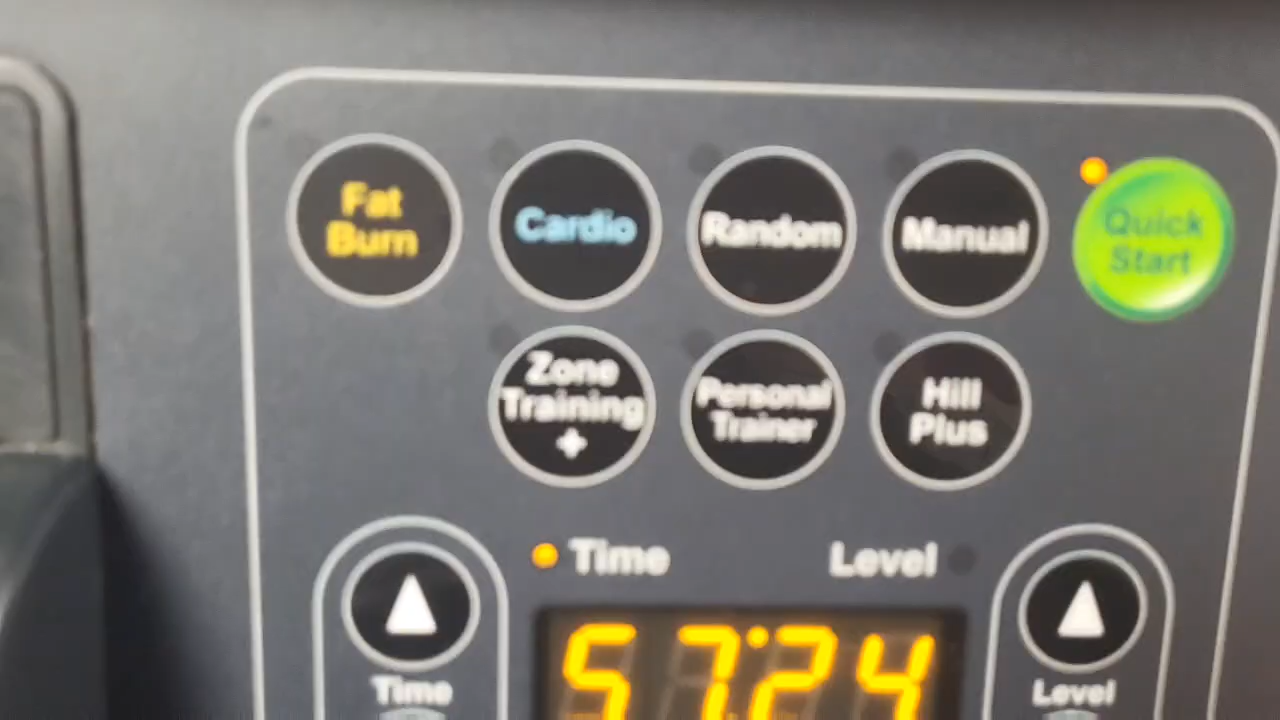 Fat
Burn
Cardio
Random
Manual
Quick
Start
Zone
Training
+
Personal
Trainer
Hill
Plus
Time
Level
57:24
Time
Level